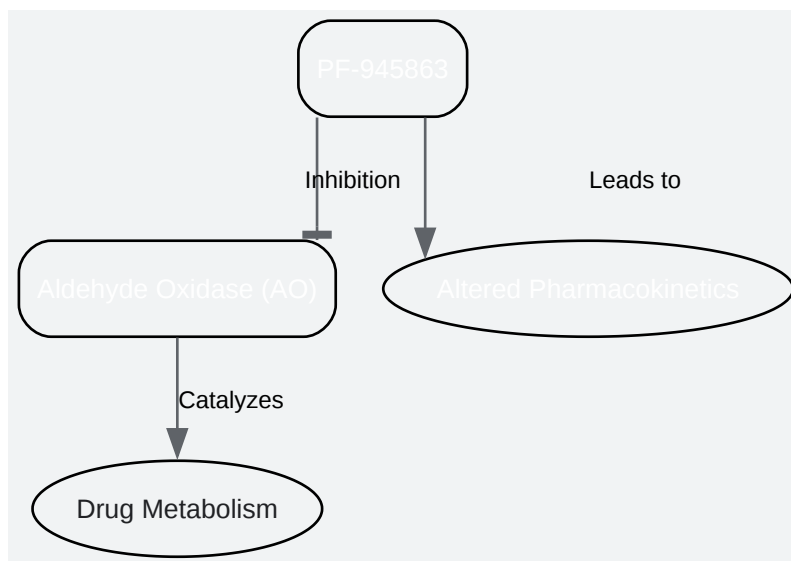 PF-945863
Inhibition
Leads to
Aldehyde Oxidase (AO)
Altered Pharmacokinetics
Catalyzes
Drug Metabolism